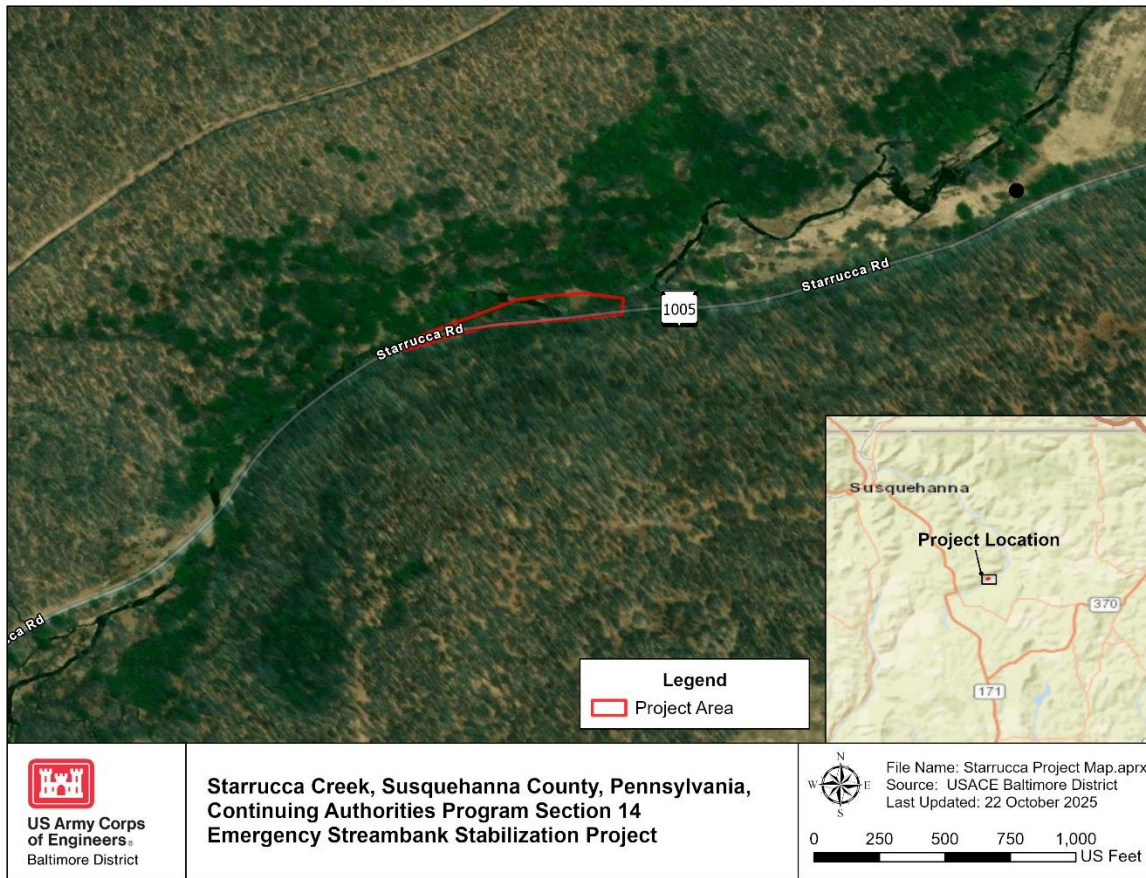 Starrucca Rd
1005
Starrucca Rd
ca Rd
Susquehanna
Project Location
370
171
Legend
Project Area
US Army Corps
of Engineers®
Baltimore District
Starrucca Creek, Susquehanna County, Pennsylvania,
Continuing Authorities Program Section 14
Emergency Streambank Stabilization Project
N
W E
S
File Name: Starrucca Project Map.aprx
Source: USACE Baltimore District
Last Updated: 22 October 2025
0 250 500 750 1,000
US Feet